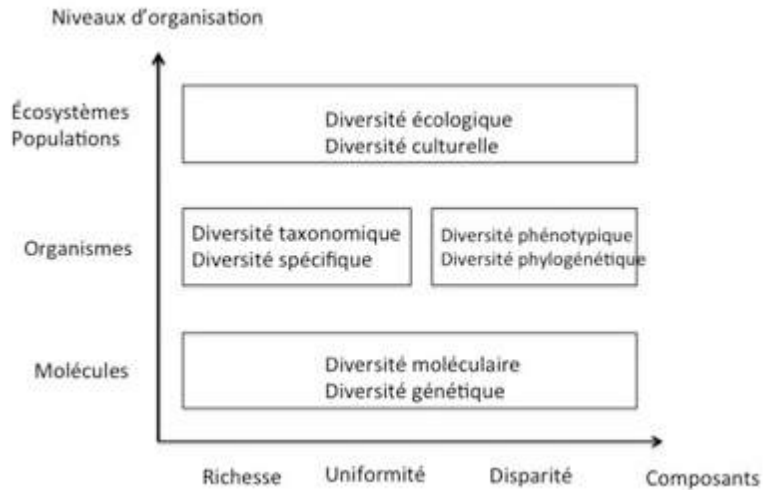 Niveaux d'organisation
Écosystèmes
Populations
Diversité écologique
Diversité culturelle
Organismes
Diversité taxonomique
Diversité spécifique
Diversité phénotypique
Diversité phylogénétique
Molécules
Diversité moléculaire
Diversité génétique
Richesse
Uniformité
Disparité
Composants